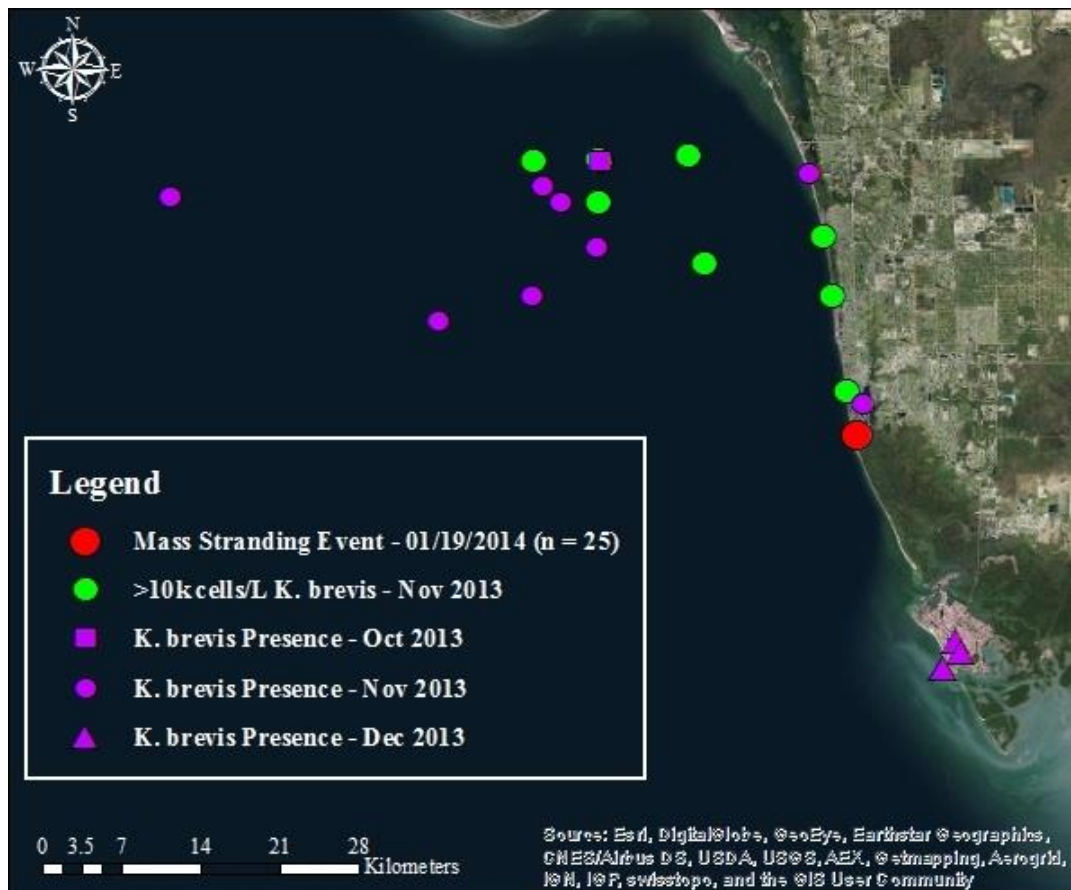 N
W E
S
Legend
Mass Stranding Event - 01/19/2014 (n = 25)
>10k cells/L K. brevis - Nov 2013
K. brevis Presence - Oct 2013
K. brevis Presence - Nov 2013
K. brevis Presence - Dec 2013
0 3.5 7 14 21 28
Kilometers
Source: Esri, DigitalGlobe, GeoEye, Earthstar Geographics,
CNES/Airbus DS, USDA, USGS, AEX, Getmapping, Aerogrid,
IGN, IGP, swisstopo, and the GIS User Community